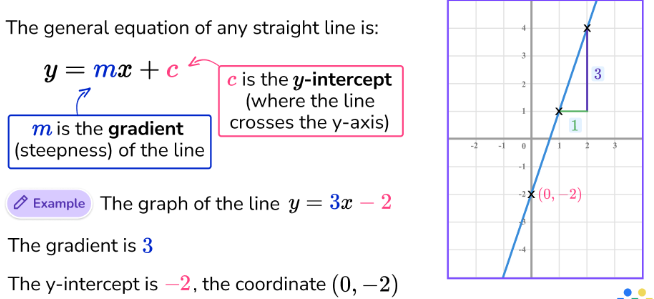 The general equation of any straight line is:
y = mx + c
c is the y-intercept
(where the line
crosses the y-axis)
m is the gradient
(steepness) of the line
Example The graph of the line y = 3x − 2
The gradient is 3
The y-intercept is −2, the coordinate (0, −2)
4
3
3
2
1
1
-2 -1 0 1 2 3
-1
-2 (0, −2)
-3
-4